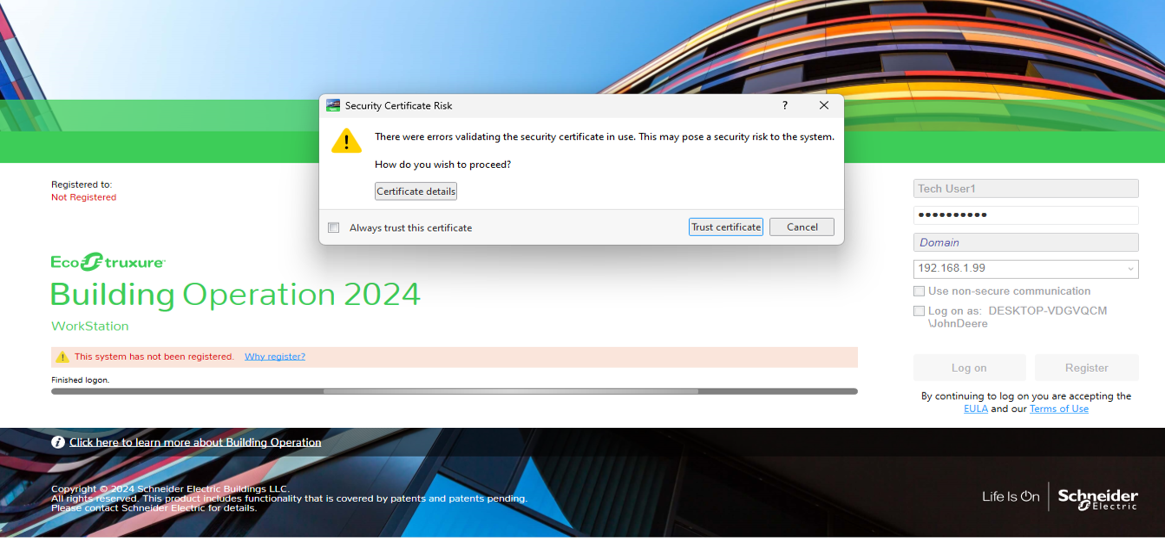 Security Certificate Risk
?
There were errors validating the security certificate in use. This may pose a security risk to the system.
How do you wish to proceed?
Certificate details
Always trust this certificate
Trust certificate
Cancel
Registered to:
Not Registered
EcoStruxure
Building Operation 2024
WorkStation
This system has not been registered. Why register?
Finished logon.
Tech User1
Domain
192.168.1.99
Use non-secure communication
Log on as: DESKTOP-VDGVQCM
\JohnDeere
Log on
Register
By continuing to log on you are accepting the
EULA and our Terms of Use
Click here to learn more about Building Operation
Copyright © 2024 Schneider Electric Buildings LLC.
All rights reserved. This product includes functionality that is covered by patents and patents pending.
Please contact Schneider Electric for details.
Life Is On
Schneider
Electric